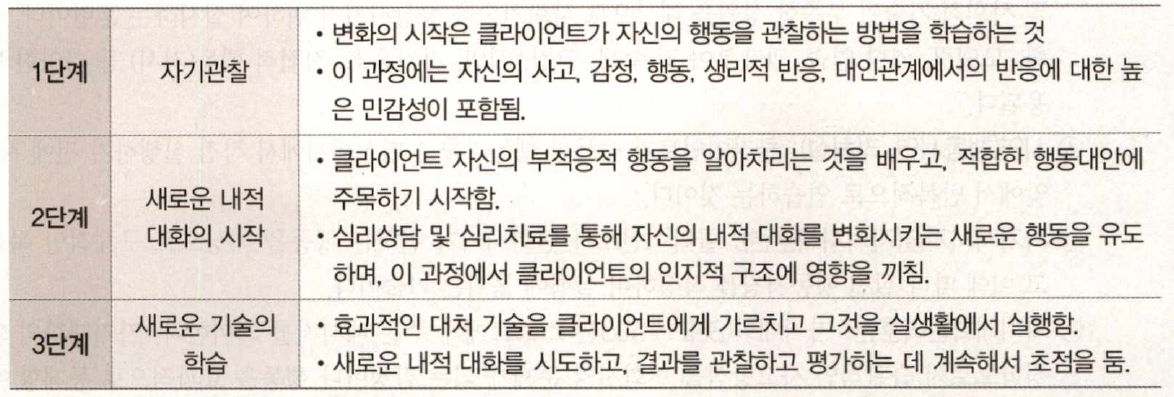 • 변화의 시작은 클라이언트가 자신의 행동을 관찰하는 방법을 학습하는 것
1단계 자기관찰 • 이 과정에는 자신의 사고, 감정, 행동, 생리적 반응, 대인관계에서의 반응에 대한 높
은 민감성이 포함됨.
• 클라이언트 자신의 부적응적 행동을 알아차리는 것을 배우고, 적합한 행동대안에
새로운 내적 주목하기 시작함.
2단계
대화의 시작 • 심리상담 및 심리치료를 통해 자신의 내적 대화를 변화시키는 새로운 행동을 유도
하며, 이 과정에서 클라이언트의 인지적 구조에 영향을 끼침.
새로운 기술의 • 효과적인 대처 기술을 클라이언트에게 가르치고 그것을 실생활에서 실행함.
3단계
학습 • 새로운 내적 대화를 시도하고, 결과를 관찰하고 평가하는 데 계속해서 초점을 둠.